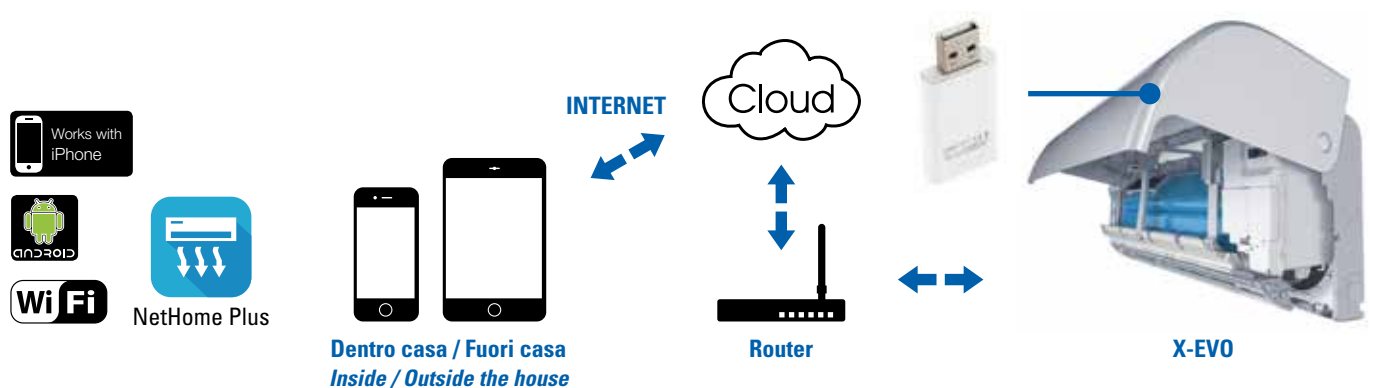 Works with
iPhone
ANDROID
Wi Fi
NetHome Plus
INTERNET
Cloud
Dentro casa / Fuori casa
Inside / Outside the house
Router
X-EVO